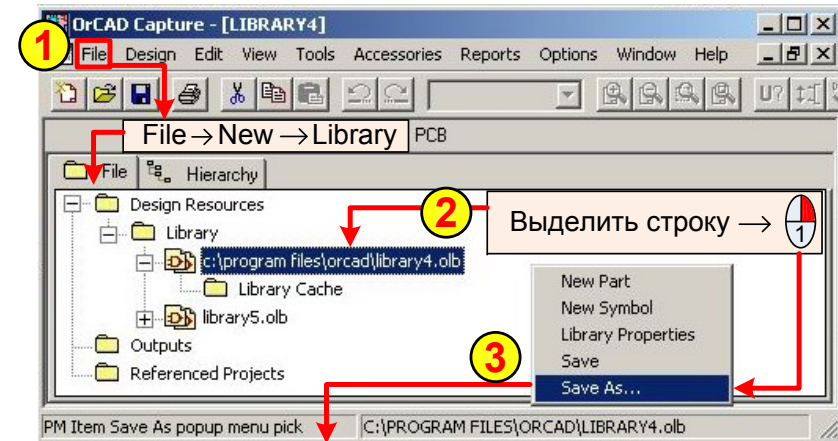 OrCAD Capture - [LIBRARY4]
1
File Design Edit View Tools Accessories Reports Options Window Help
U?
File → New → Library PCB
File Hierarchy
Design Resources
2
Выделить строку → 1
Library
c:\program files\orcad\library4.olb
Library Cache
library5.olb
Outputs
Referenced Projects
New Part
New Symbol
Library Properties
Save
3
Save As...
PM Item Save As popup menu pick C:\PROGRAM FILES\ORCAD\LIBRARY4.olb